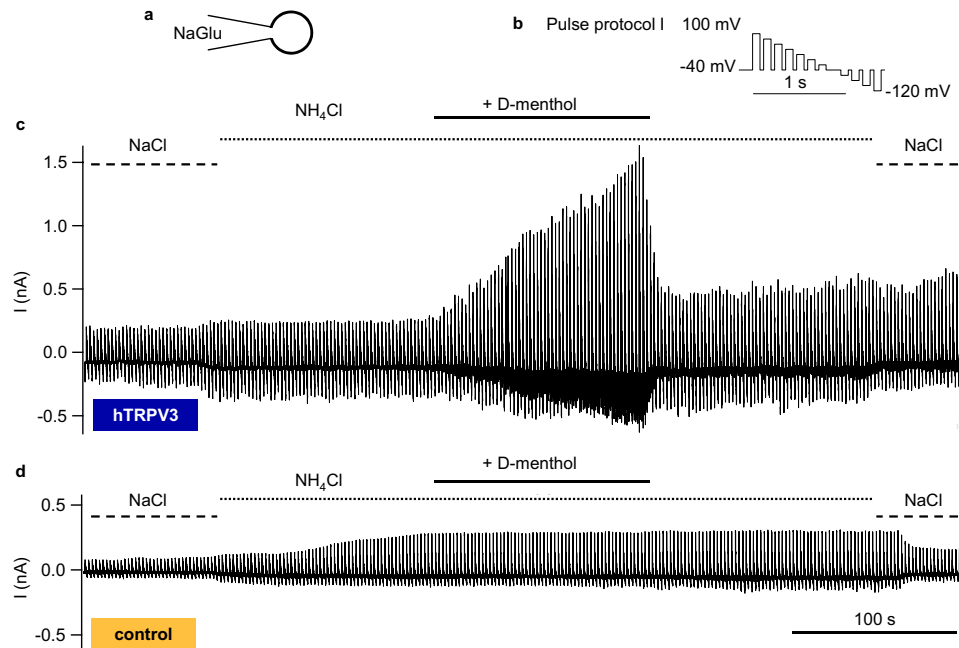 a
NaGlu
b Pulse protocol I 100 mV
-40 mV
1 s
-120 mV
c
NH₄Cl
+ D-menthol
NaCl
NaCl
1.5
1.0
0.5
0.0
-0.5
I (nA)
hTRPV3
d
NH₄Cl
+ D-menthol
NaCl
NaCl
0.5
0.0
-0.5
I (nA)
control
100 s